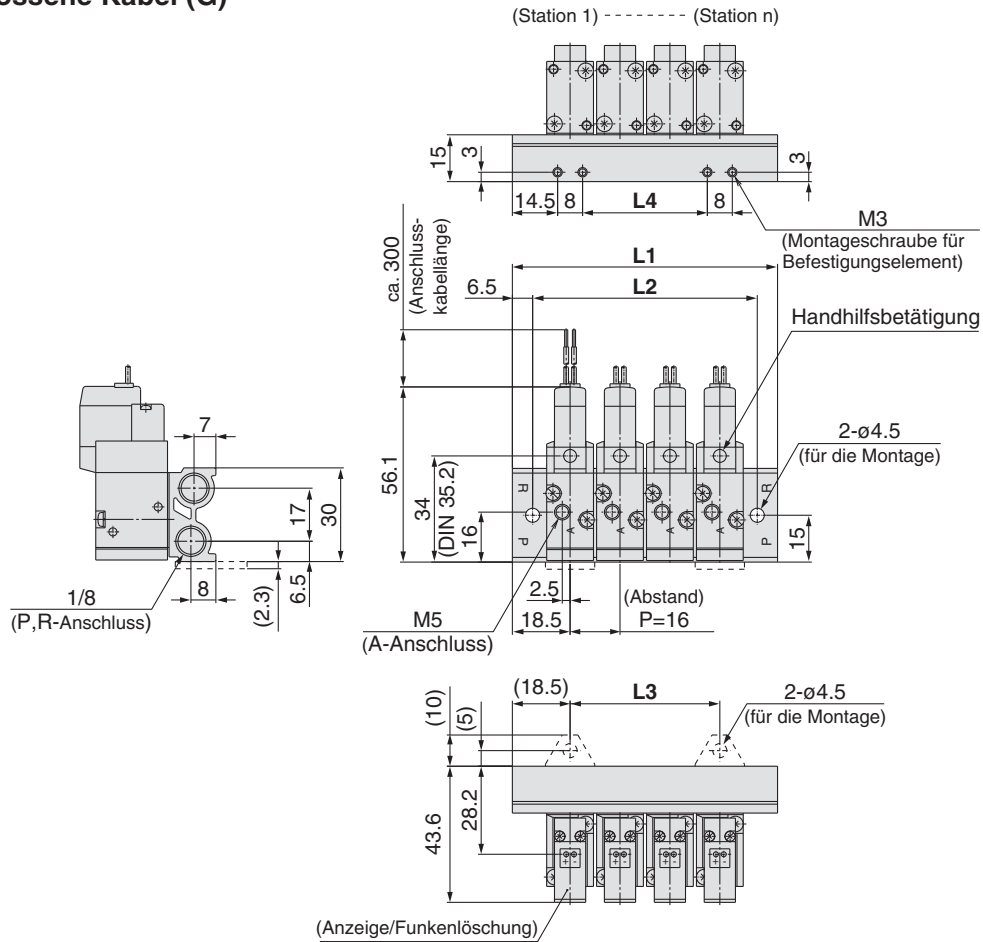 (G)
(Station 1) - - - - - - - - (Station n)
15
3
3
14.5
8
L4
8
M3
(Montageschraube für
Befestigungselement)
ca. 300
(Anschluss-
kabellänge)
L1
6.5
L2
Handhilfsbetätigung
2-ø4.5
(für die Montage)
56.1
34
(DIN 35.2)
16
R
P
A
A
A
A
R
P
15
7
17
30
6.5
(2.3)
8
1/8
(P,R-Anschluss)
2.5
(Abstand)
18.5
P=16
M5
(A-Anschluss)
(18.5)
L3
2-ø4.5
(für die Montage)
(10)
(5)
28.2
43.6
+ -
+ -
+ -
+ -
(Anzeige/Funkenlöschung)